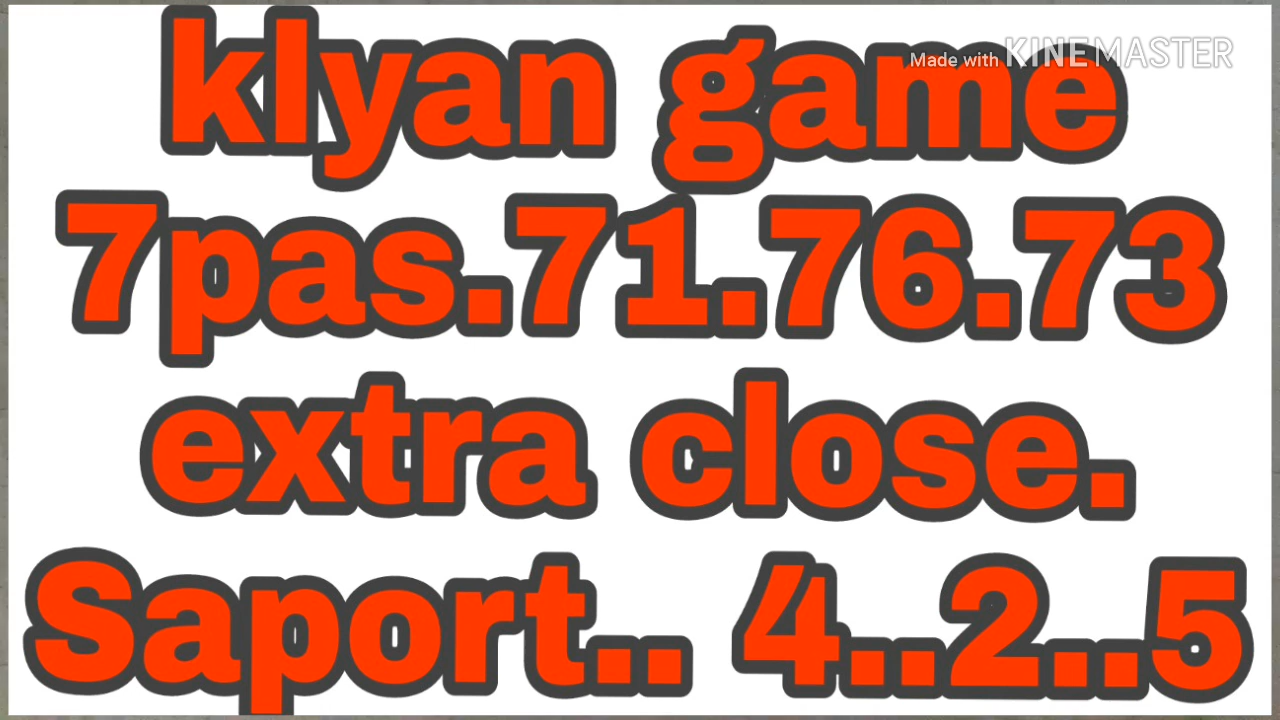 klyan game
Made with KINEMASTER
7pas.71.76.73
extra close.
Saport.. 4..2..5